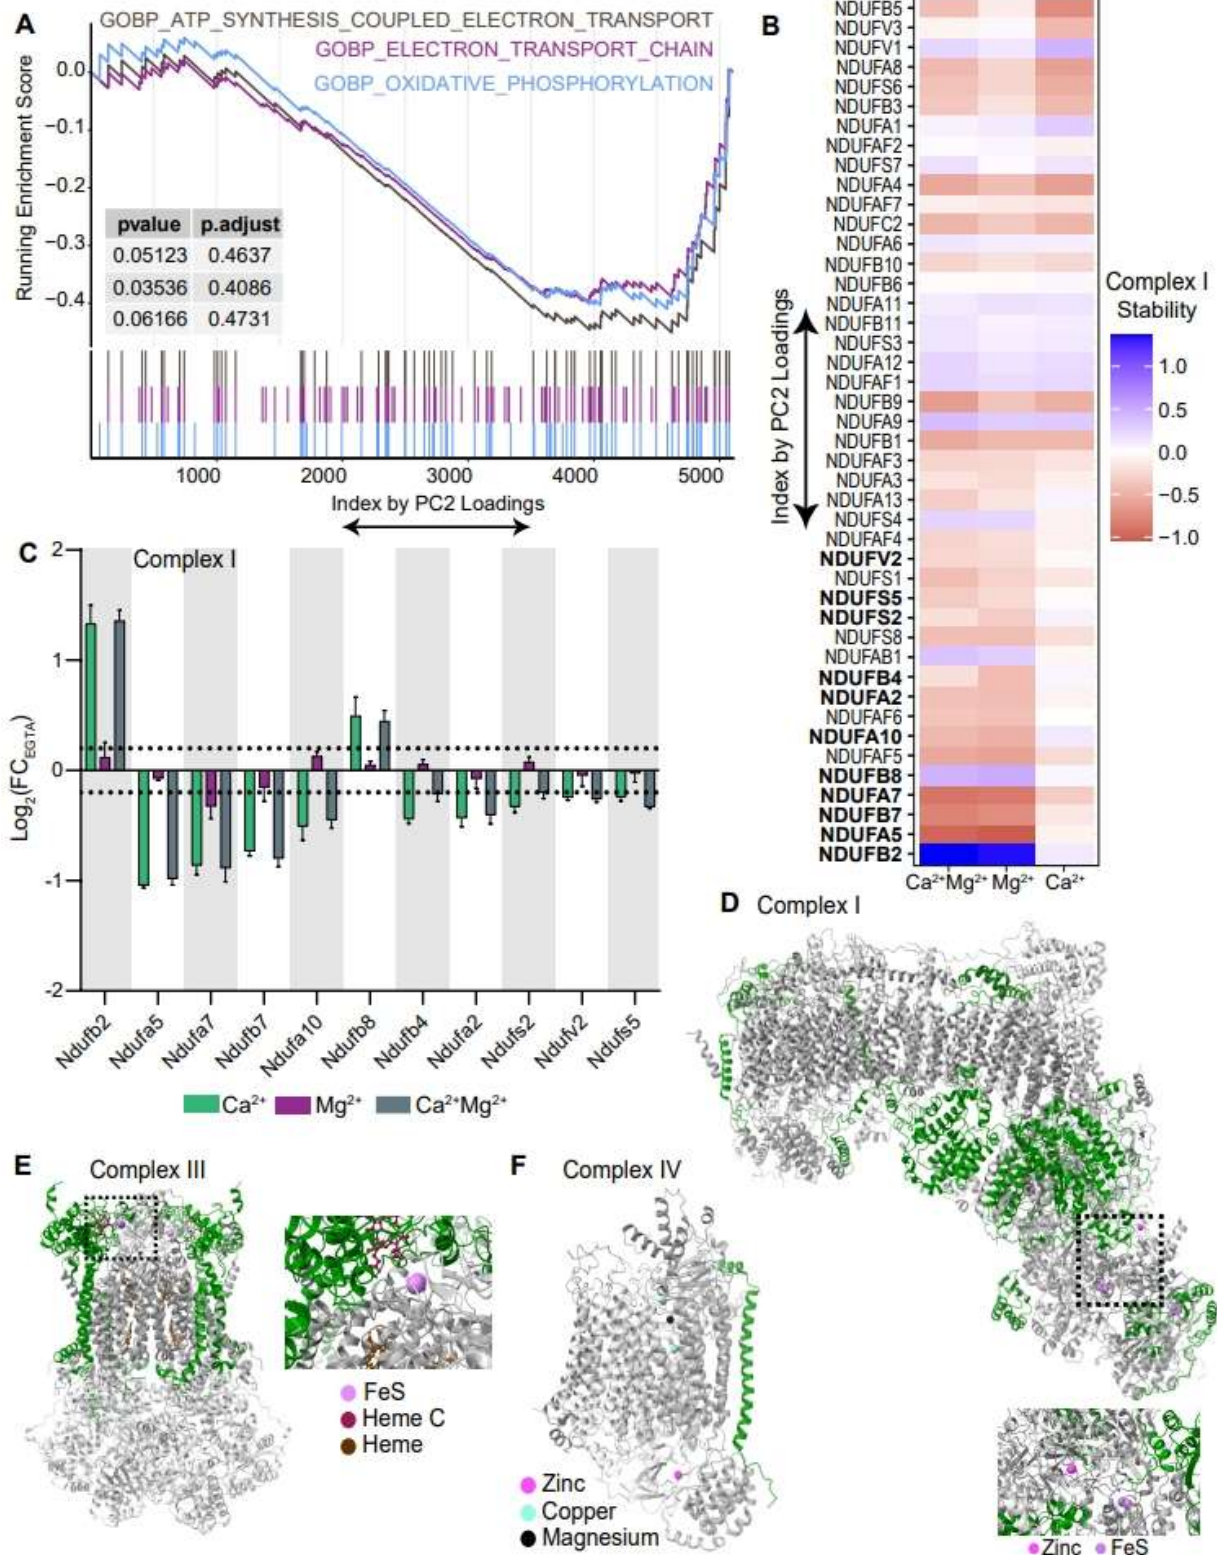 A
GOBP_ATP_SYNTHESIS_COUPLED_ELECTRON_TRANSPORT
GOBP_ELECTRON_TRANSPORT_CHAIN
GOBP_OXIDATIVE_PHOSPHORYLATION
Running Enrichment Score
0.0
−0.1
−0.2
−0.3
−0.4
pvalue p.adjust
0.05123 0.4637
0.03536 0.4086
0.06166 0.4731
1000 2000 3000 4000 5000
Index by PC2 Loadings
B
NDUFB5
NDUFV3
NDUFV1
NDUFA8
NDUFS6
NDUFB3
NDUFA1
NDUFAF2
NDUFS7
NDUFA4
NDUFAF7
NDUFC2
NDUFA6
NDUFB10
NDUFB6
NDUFA11
NDUFB11
NDUFS3
NDUFA12
NDUFAF1
NDUFB9
NDUFA9
NDUFB1
NDUFAF3
NDUFA3
NDUFA13
NDUFS4
NDUFAF4
NDUFV2
NDUFS1
NDUFS5
NDUFS2
NDUFS8
NDUFAB1
NDUFB4
NDUFA2
NDUFAF6
NDUFA10
NDUFAF5
NDUFB8
NDUFA7
NDUFB7
NDUFA5
NDUFB2
Ca²⁺Mg²⁺ Mg²⁺ Ca²⁺
Index by PC2 Loadings
Complex I
Stability
1.0
0.5
0.0
−0.5
−1.0
C
Complex I
Log₂(FC_EGTA)
2
1
0
-1
-2
Ndufb2 Ndufa5 Ndufa7 Ndufb7 Ndufa10 Ndufb8 Ndufb4 Ndufa2 Ndufs2 Ndufv2 Ndufs5
Ca²⁺ Mg²⁺ Ca²⁺Mg²⁺
D Complex I
Zinc FeS
E Complex III
FeS
Heme C
Heme
F Complex IV
Zinc
Copper
Magnesium